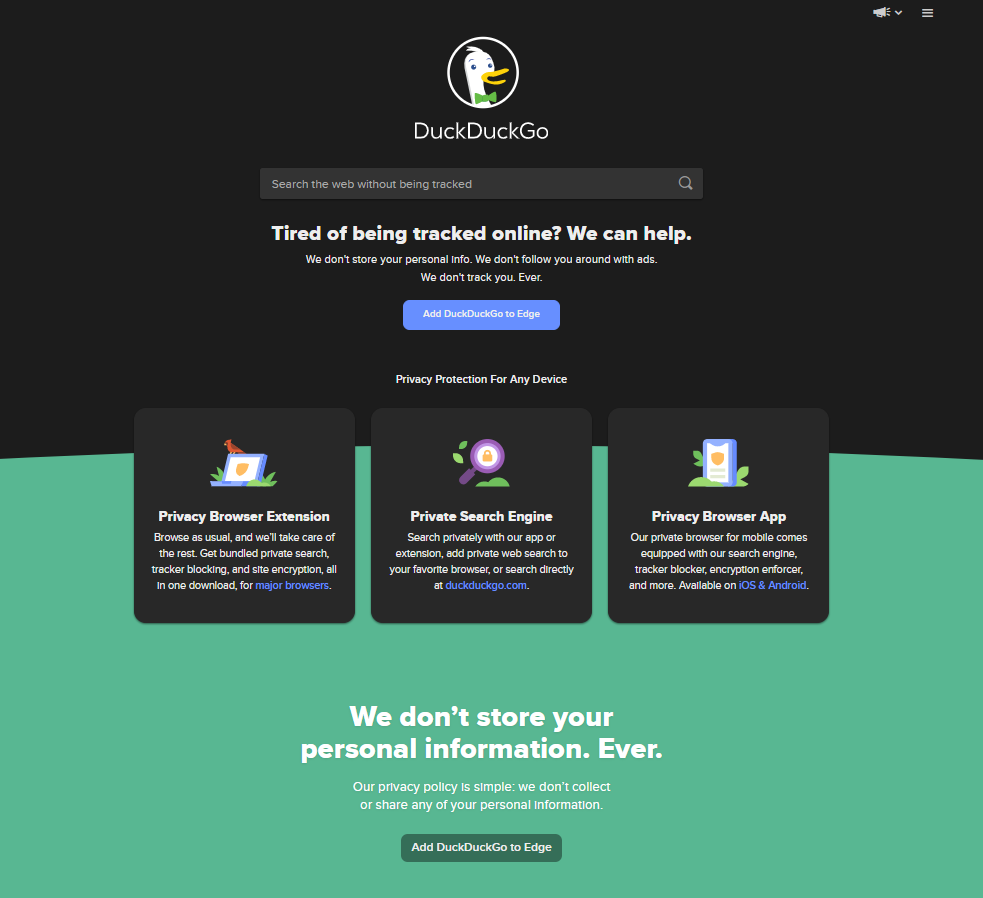 DuckDuckGo
Search the web without being tracked
Tired of being tracked online? We can help.
We don't store your personal info. We don't follow you around with ads.
We don't track you. Ever.
Add DuckDuckGo to Edge
Privacy Protection For Any Device
Privacy Browser Extension
Browse as usual, and we’ll take care of
the rest. Get bundled private search,
tracker blocking, and site encryption, all
in one download, for major browsers.
Private Search Engine
Search privately with our app or
extension, add private web search to
your favorite browser, or search directly
at duckduckgo.com.
Privacy Browser App
Our private browser for mobile comes
equipped with our search engine,
tracker blocker, encryption enforcer,
and more. Available on iOS & Android.
We don’t store your
personal information. Ever.
Our privacy policy is simple: we don’t collect
or share any of your personal information.
Add DuckDuckGo to Edge